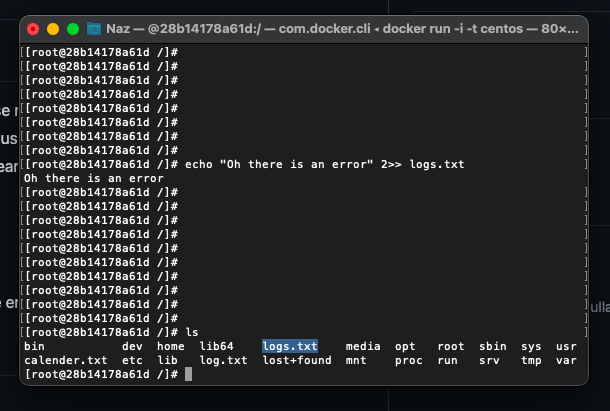 Naz — @28b14178a61d:/ — com.docker.cli ◂ docker run -i -t centos — 80×...
[[root@28b14178a61d /]# ]
[[root@28b14178a61d /]# ]
[[root@28b14178a61d /]# ]
[[root@28b14178a61d /]# ]
[[root@28b14178a61d /]# ]
[[root@28b14178a61d /]# ]
[[root@28b14178a61d /]# ]
[[root@28b14178a61d /]# ]
[[root@28b14178a61d /]# echo "Oh there is an error" 2>> logs.txt ]
Oh there is an error
[[root@28b14178a61d /]# ]
[[root@28b14178a61d /]# ]
[[root@28b14178a61d /]# ]
[[root@28b14178a61d /]# ]
[[root@28b14178a61d /]# ]
[[root@28b14178a61d /]# ]
[[root@28b14178a61d /]# ]
[[root@28b14178a61d /]# ]
[[root@28b14178a61d /]# ]
[[root@28b14178a61d /]# ]
[[root@28b14178a61d /]# ls ]
bin dev home lib64 logs.txt media opt root sbin sys usr
calender.txt etc lib log.txt lost+found mnt proc run srv tmp var
[root@28b14178a61d /]#